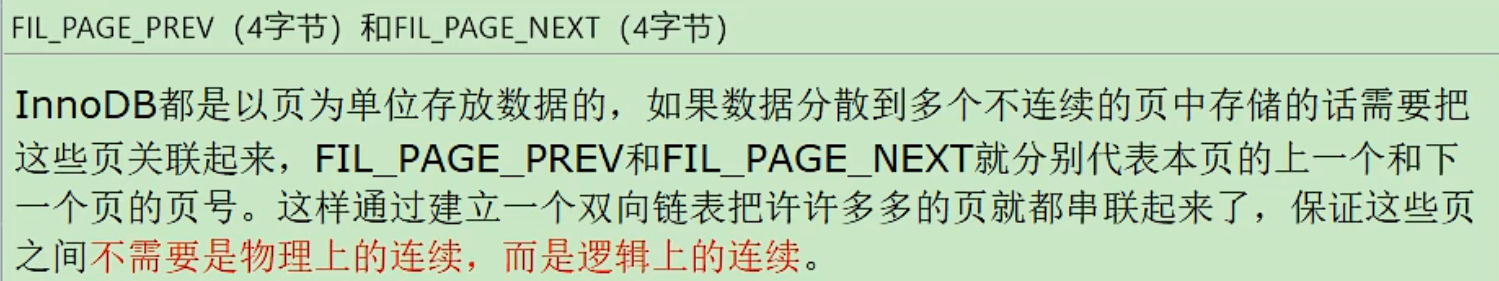 FIL_PAGE_PREV（4字节）和FIL_PAGE_NEXT（4字节）
InnoDB都是以页为单位存放数据的，如果数据分散到多个不连续的页中存储的话需要把
这些页关联起来，FIL_PAGE_PREV和FIL_PAGE_NEXT就分别代表本页的上一个和下
一个页的页号。这样通过建立一个双向链表把许许多多的页就都串联起来了，保证这些页
之间不需要是物理上的连续，而是逻辑上的连续。